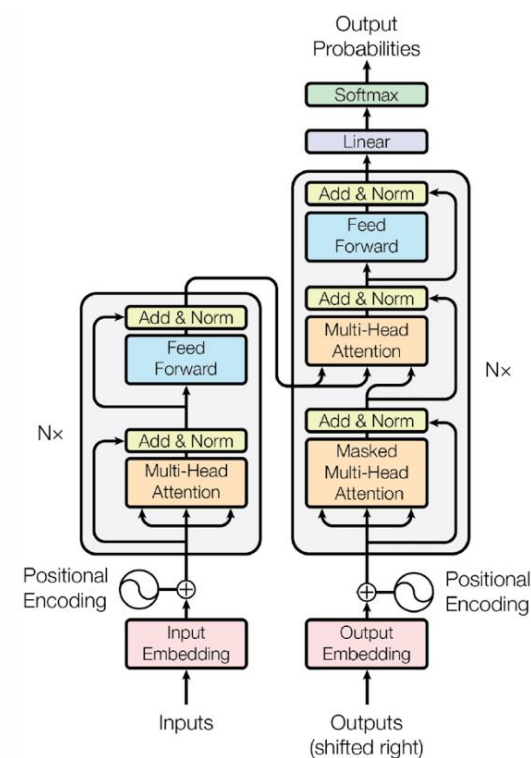 Output
Probabilities
Softmax
Linear
Add & Norm
Feed
Forward
Add & Norm
Multi-Head
Attention
Add & Norm
Masked
Multi-Head
Attention
Nx
Add & Norm
Feed
Forward
Add & Norm
Multi-Head
Attention
Nx
Positional
Encoding
Positional
Encoding
Input
Embedding
Output
Embedding
Inputs
Outputs
(shifted right)